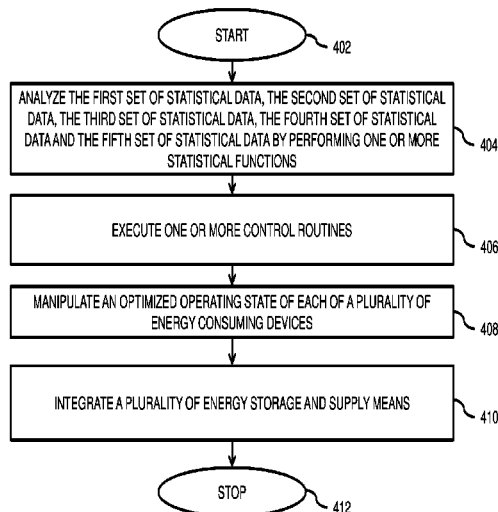 START
402
ANALYZE THE FIRST SET OF STATISTICAL DATA, THE SECOND SET OF STATISTICAL
DATA, THE THIRD SET OF STATISTICAL DATA, THE FOURTH SET OF STATISTICAL
DATA AND THE FIFTH SET OF STATISTICAL DATA BY PERFORMING ONE OR MORE
STATISTICAL FUNCTIONS
404
EXECUTE ONE OR MORE CONTROL ROUTINES
406
MANIPULATE AN OPTIMIZED OPERATING STATE OF EACH OF A PLURALITY OF
ENERGY CONSUMING DEVICES
408
INTEGRATE A PLURALITY OF ENERGY STORAGE AND SUPPLY MEANS
410
STOP
412